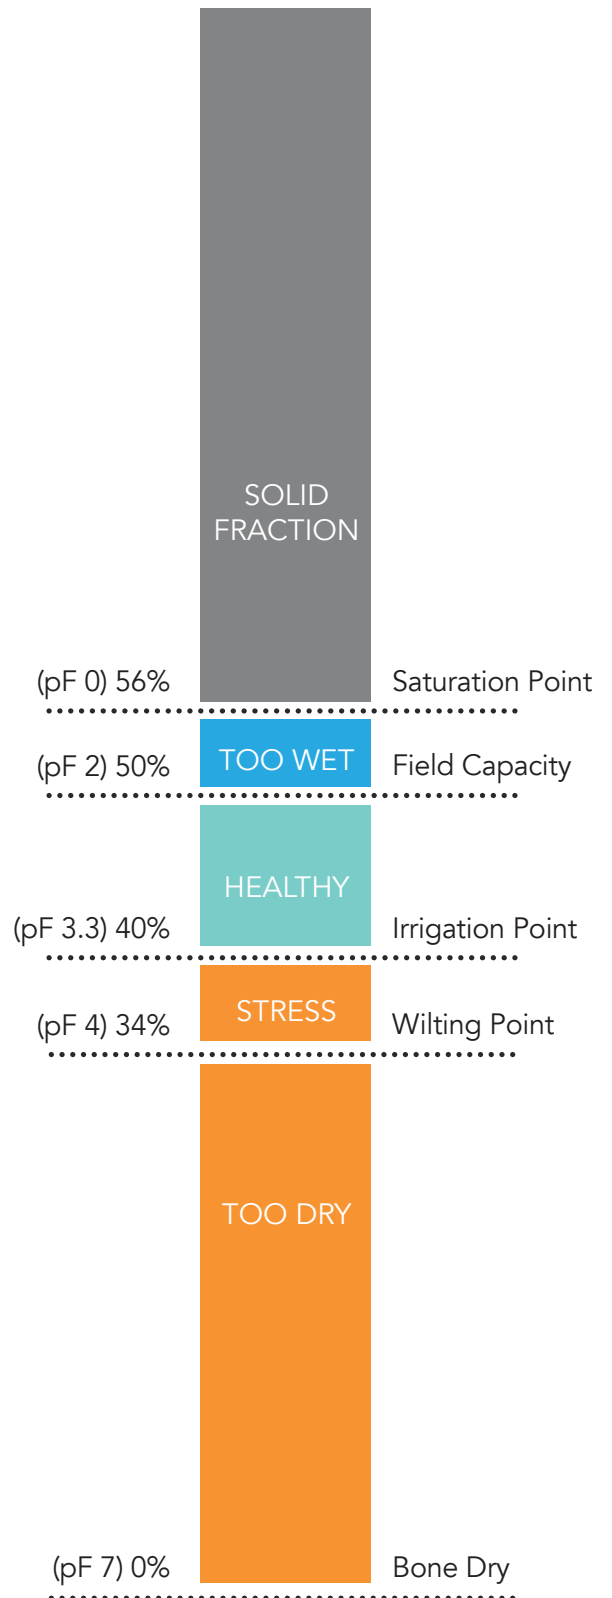 SOLID
FRACTION
(pF 0) 56%
Saturation Point
TOO WET
(pF 2) 50%
Field Capacity
HEALTHY
(pF 3.3) 40%
Irrigation Point
STRESS
(pF 4) 34%
Wilting Point
TOO DRY
(pF 7) 0%
Bone Dry